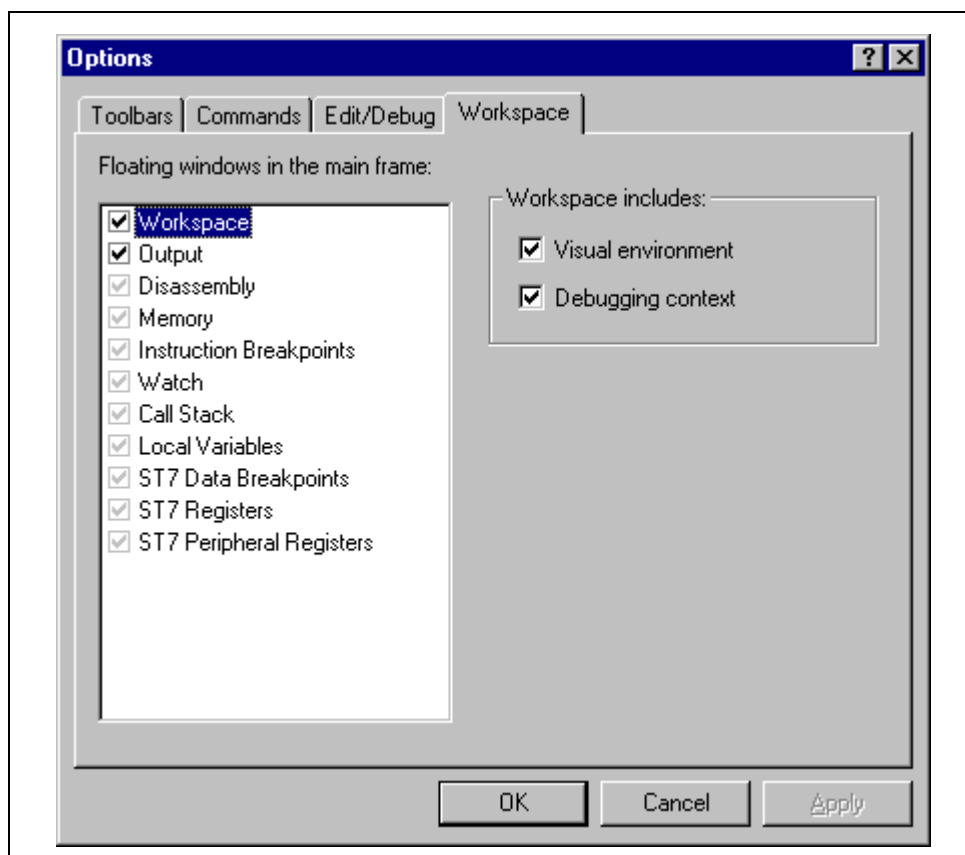 Options
Toolbars Commands Edit/Debug Workspace
Floating windows in the main frame:
Workspace
Output
Disassembly
Memory
Instruction Breakpoints
Watch
Call Stack
Local Variables
ST7 Data Breakpoints
ST7 Registers
ST7 Peripheral Registers
Workspace includes:
Visual environment
Debugging context
OK Cancel Apply